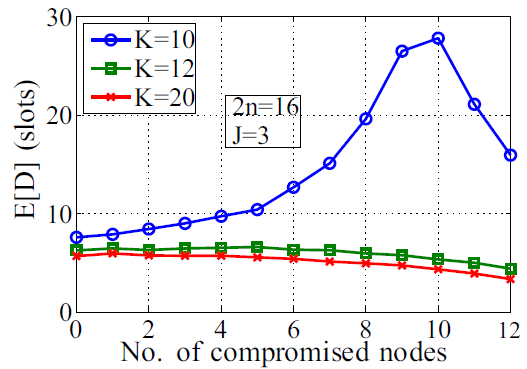 30
K=10
K=12
K=20
2n=16
J=3
20
E[D] (slots)
10
0
0 2 4 6 8 10 12
No. of compromised nodes